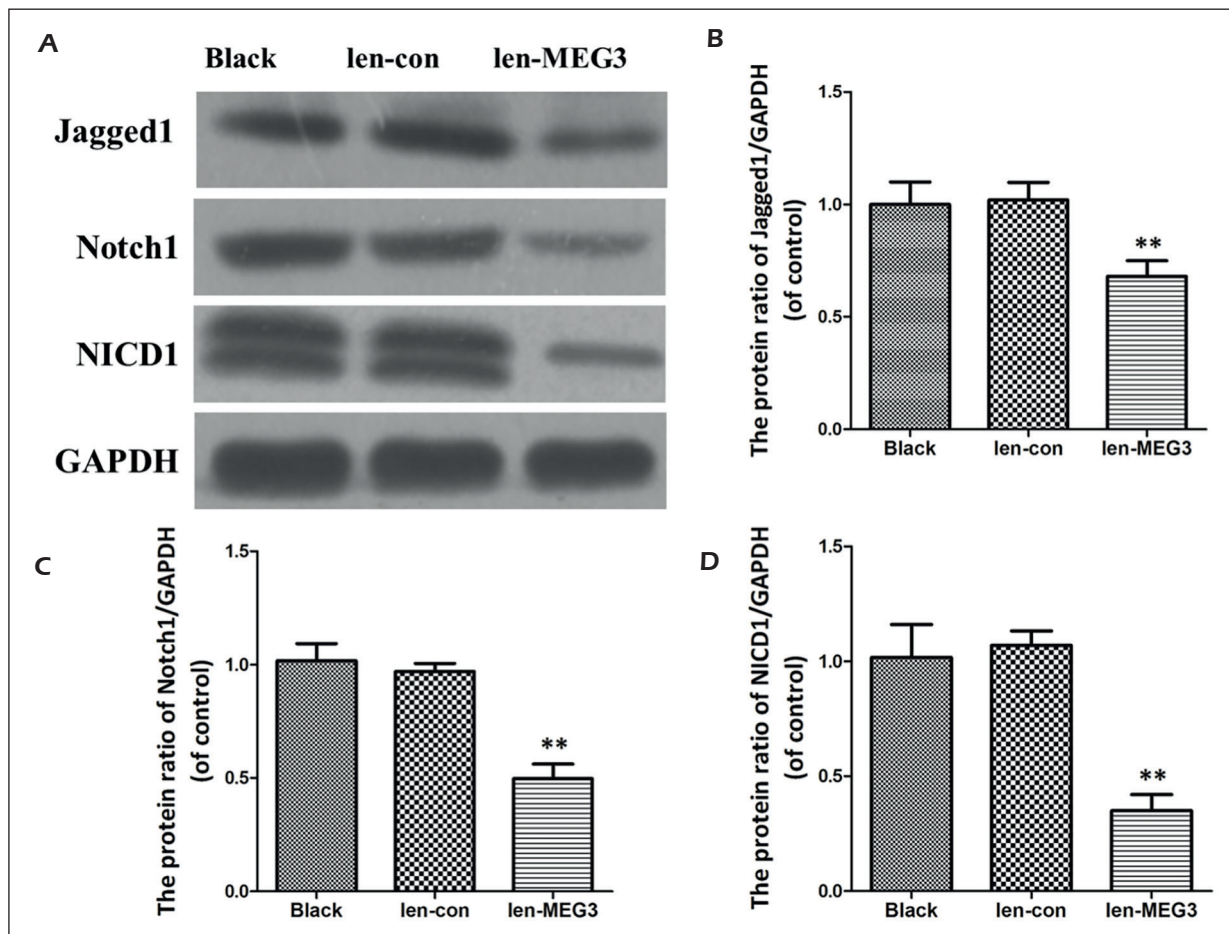 A
Black len-con len-MEG3
Jagged1
Notch1
NICD1
GAPDH
B
The protein ratio of Jagged1/GAPDH
(of control)
1.5
1.0
0.5
0.0
**
Black len-con len-MEG3
C
The protein ratio of Notch1/GAPDH
(of control)
1.5
1.0
0.5
0.0
**
Black len-con len-MEG3
D
The protein ratio of NICD1/GAPDH
(of control)
1.5
1.0
0.5
0.0
**
Black len-con len-MEG3